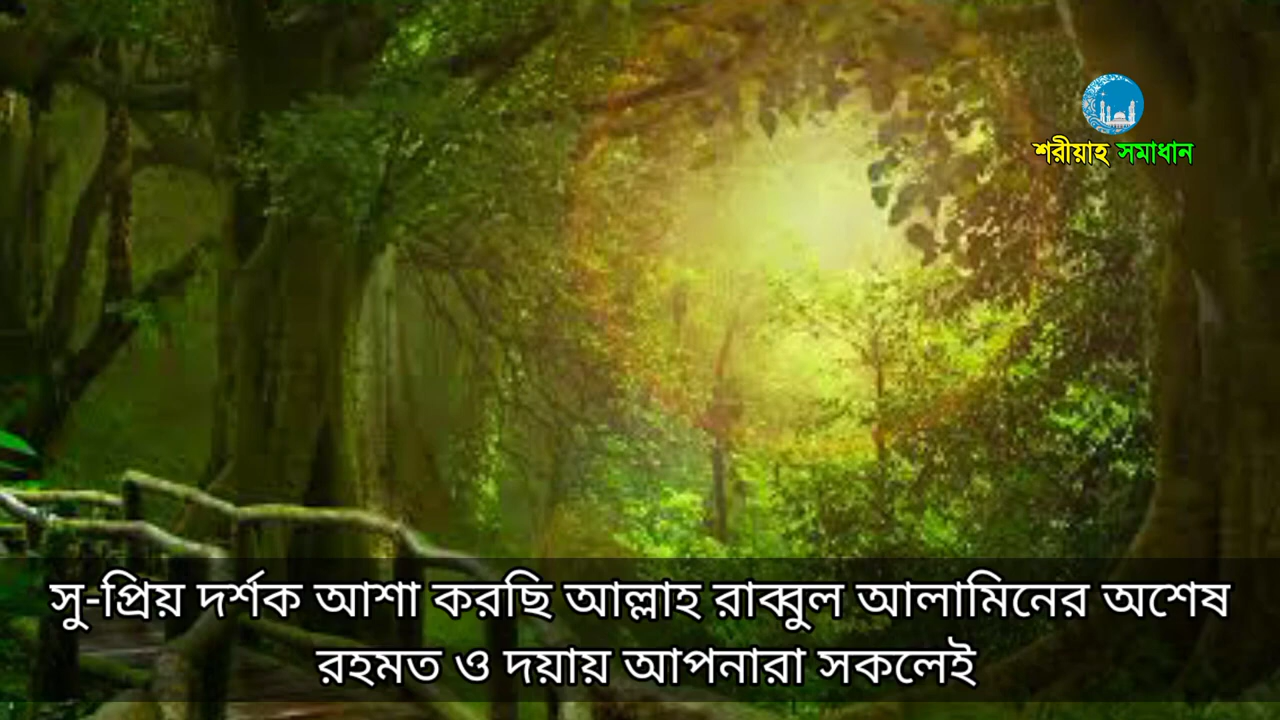 শরীয়াহ সমাধান
সু-প্রিয় দর্শক আশা করছি আল্লাহ রাব্বুল আলামিনের অশেষ
রহমত ও দয়ায় আপনারা সকলেই